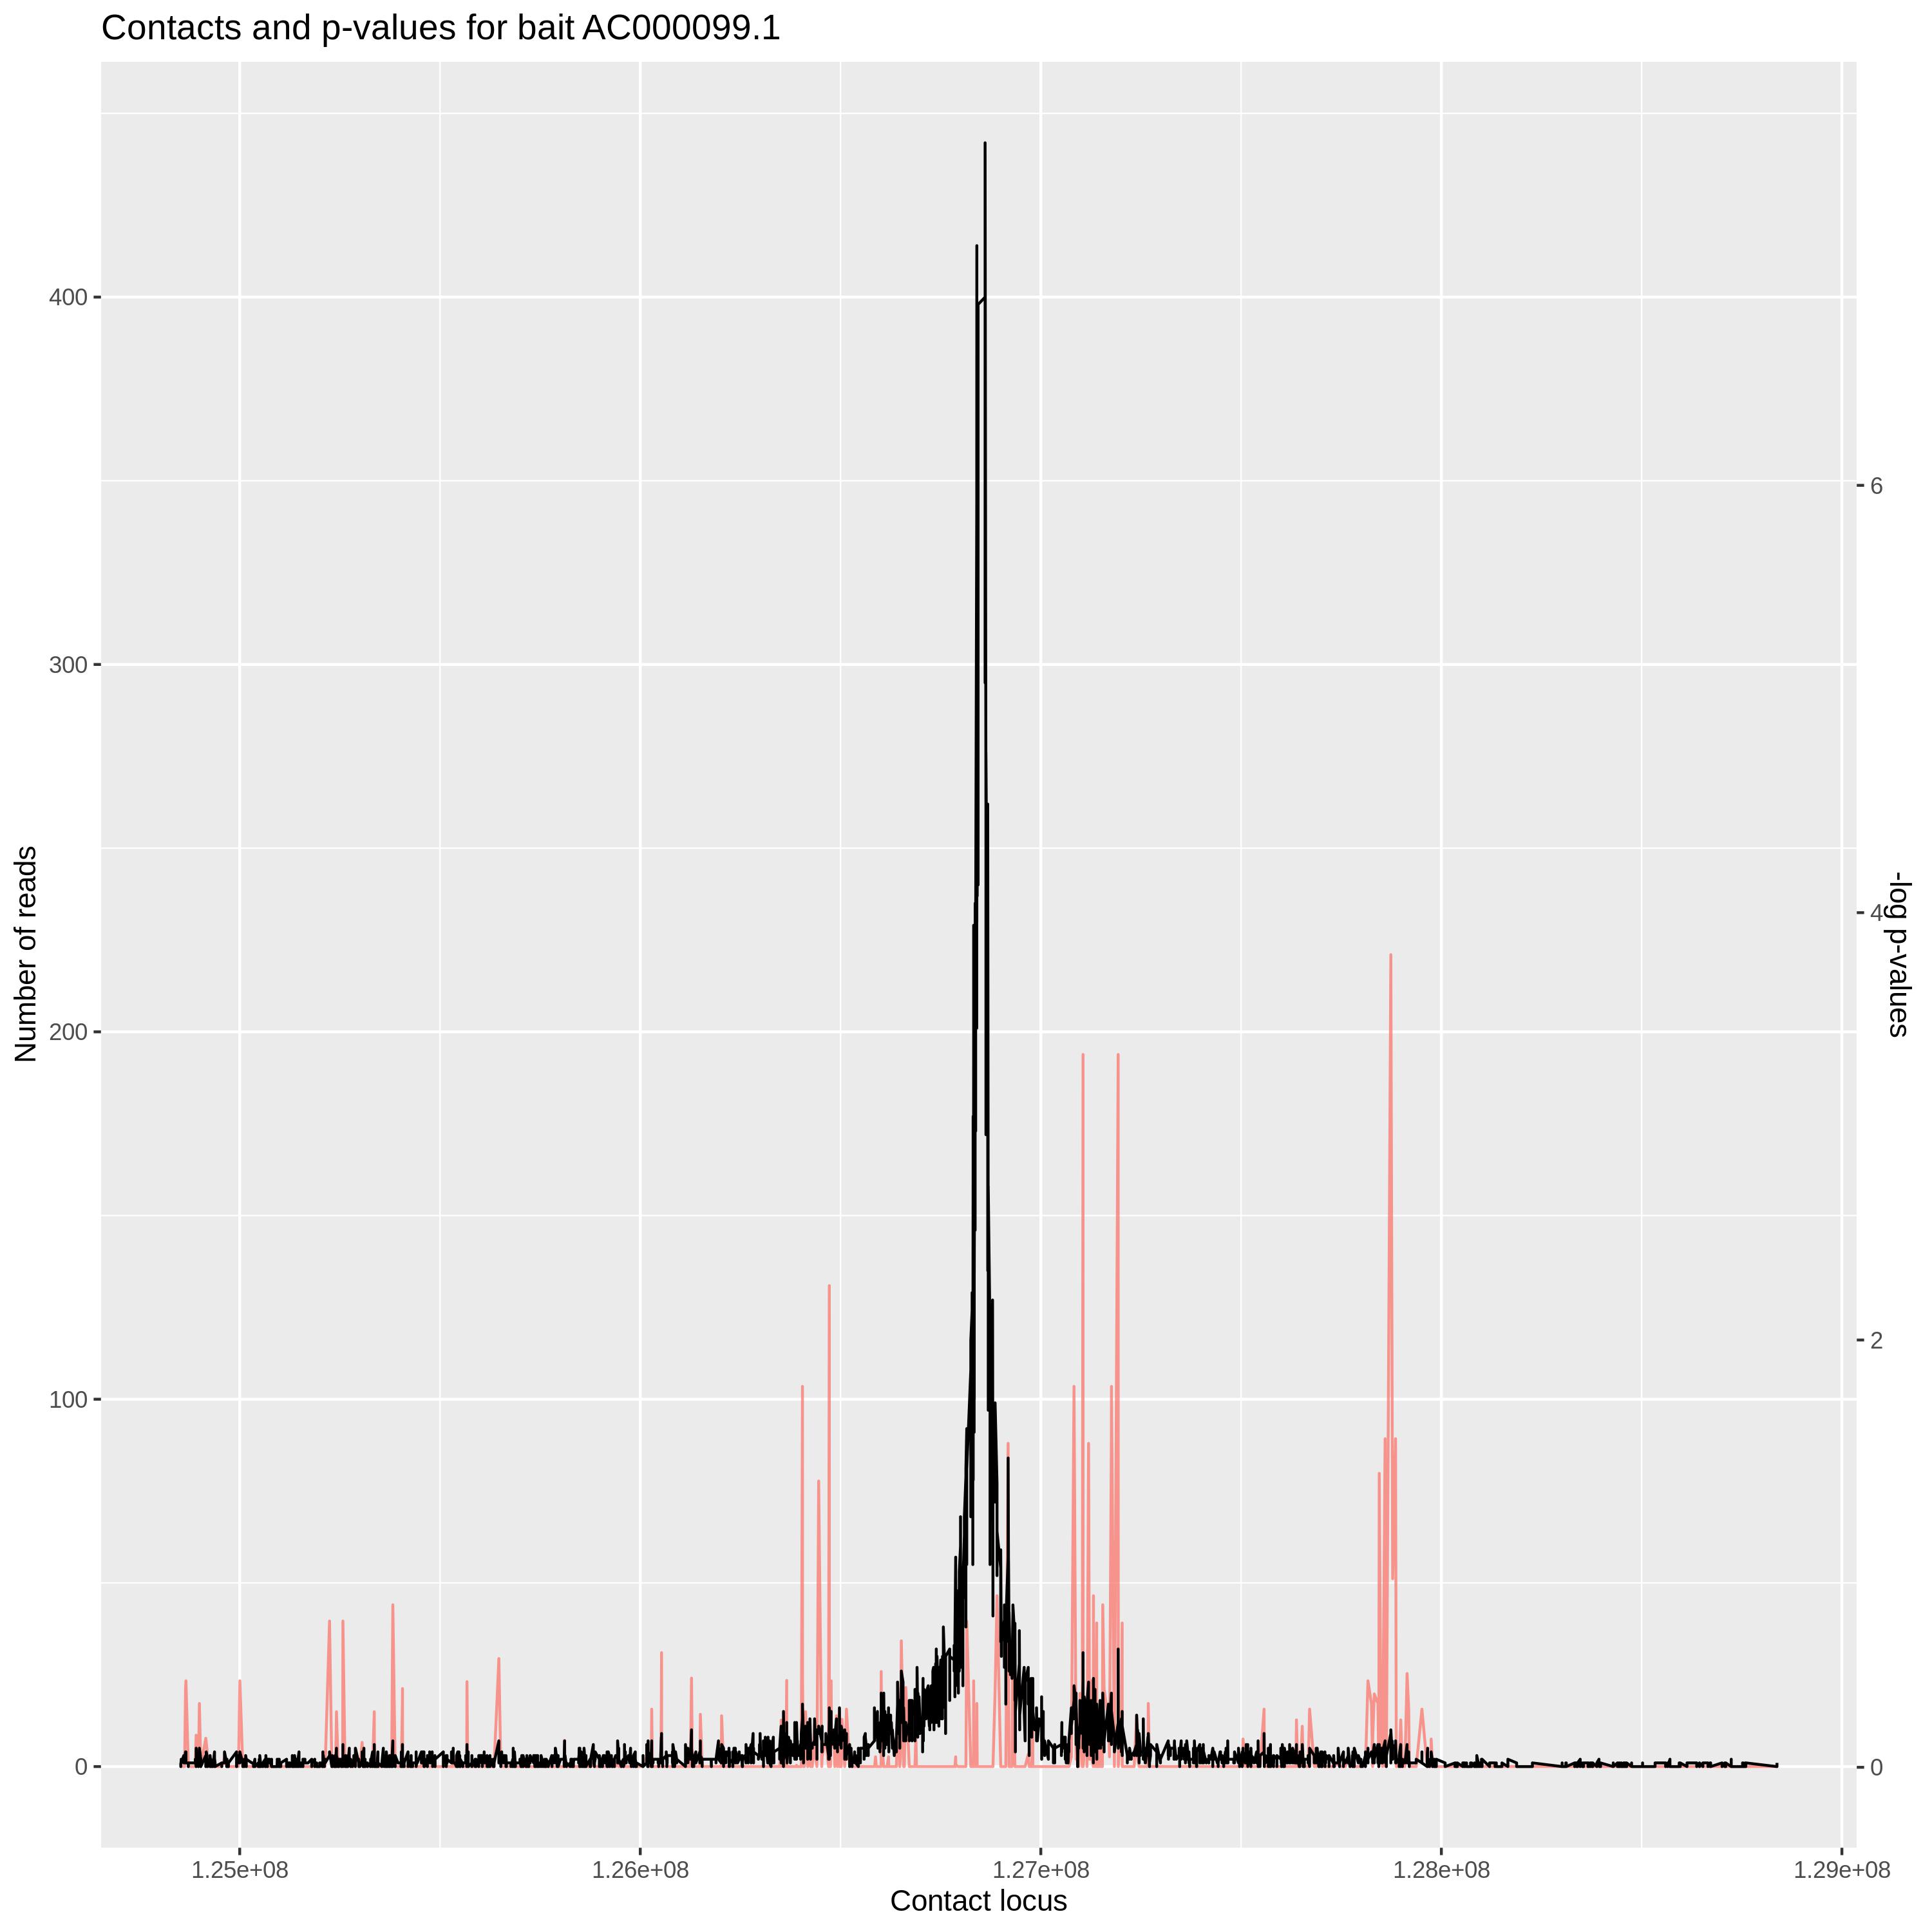 Contacts and p-values for bait AC000099.1
Number of reads
400
300
200
100
0
6
4
2
0
-log p-values
1.25e+08 1.26e+08 1.27e+08 1.28e+08 1.29e+08
Contact locus